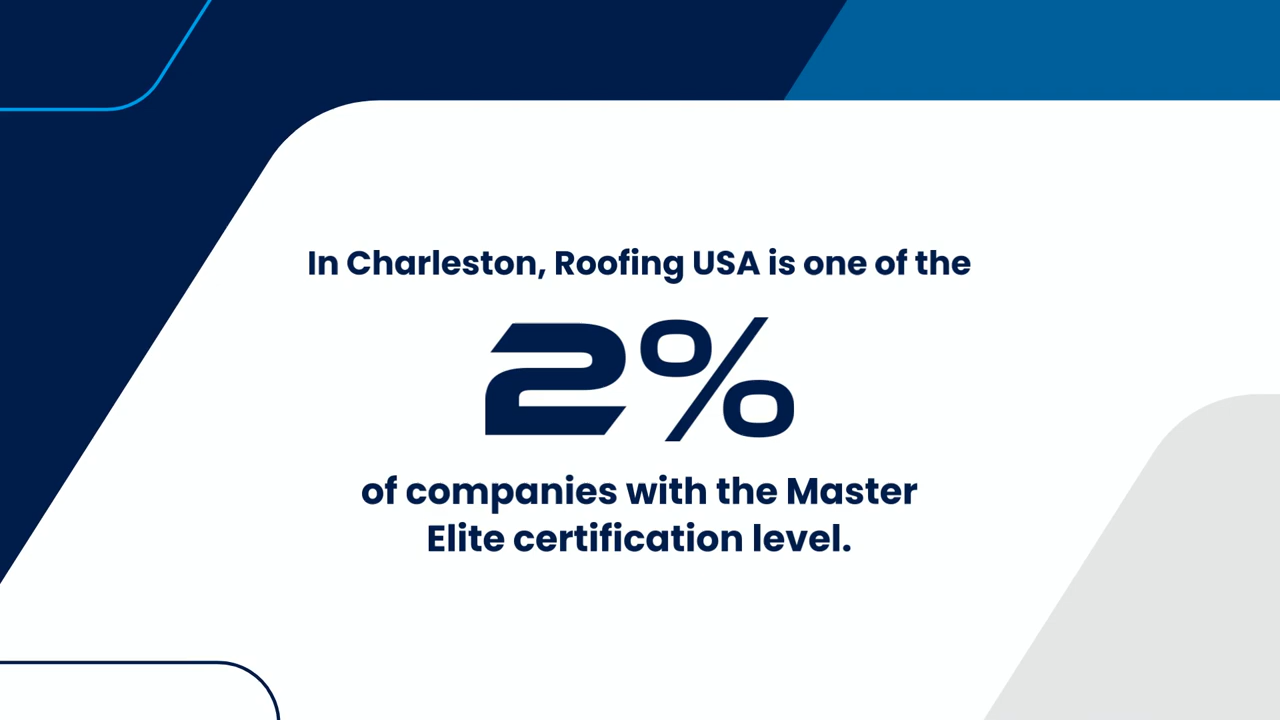 In Charleston, Roofing USA is one of the
2%
of companies with the Master
Elite certification level.